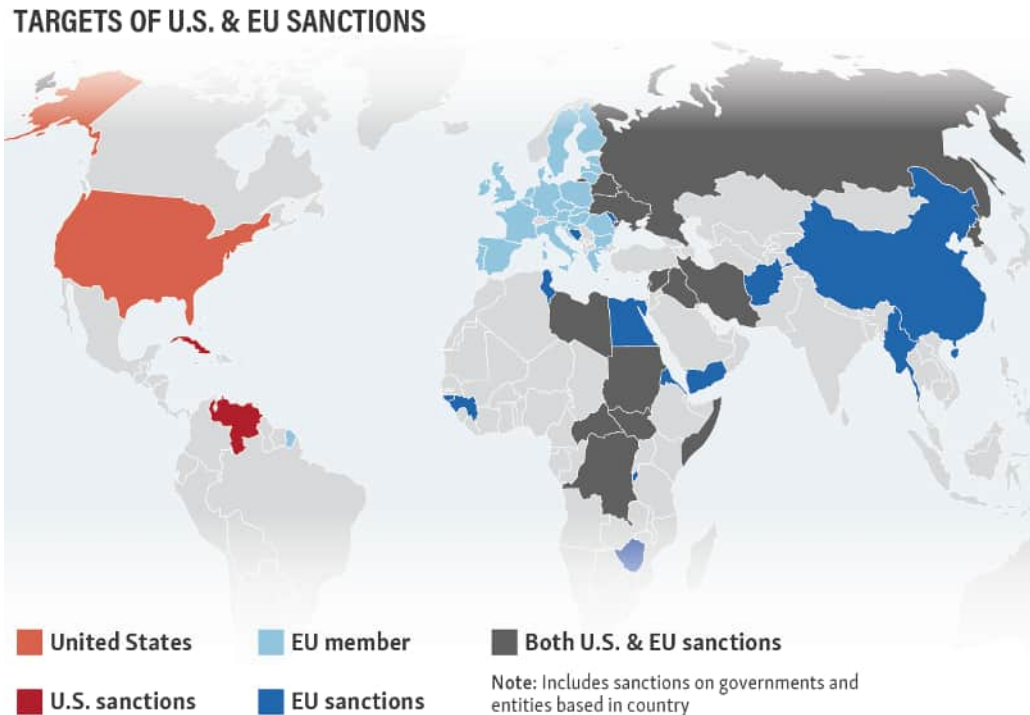 TARGETS OF U.S. & EU SANCTIONS
United States
EU member
Both U.S. & EU sanctions
U.S. sanctions
EU sanctions
Note: Includes sanctions on governments and
entities based in country